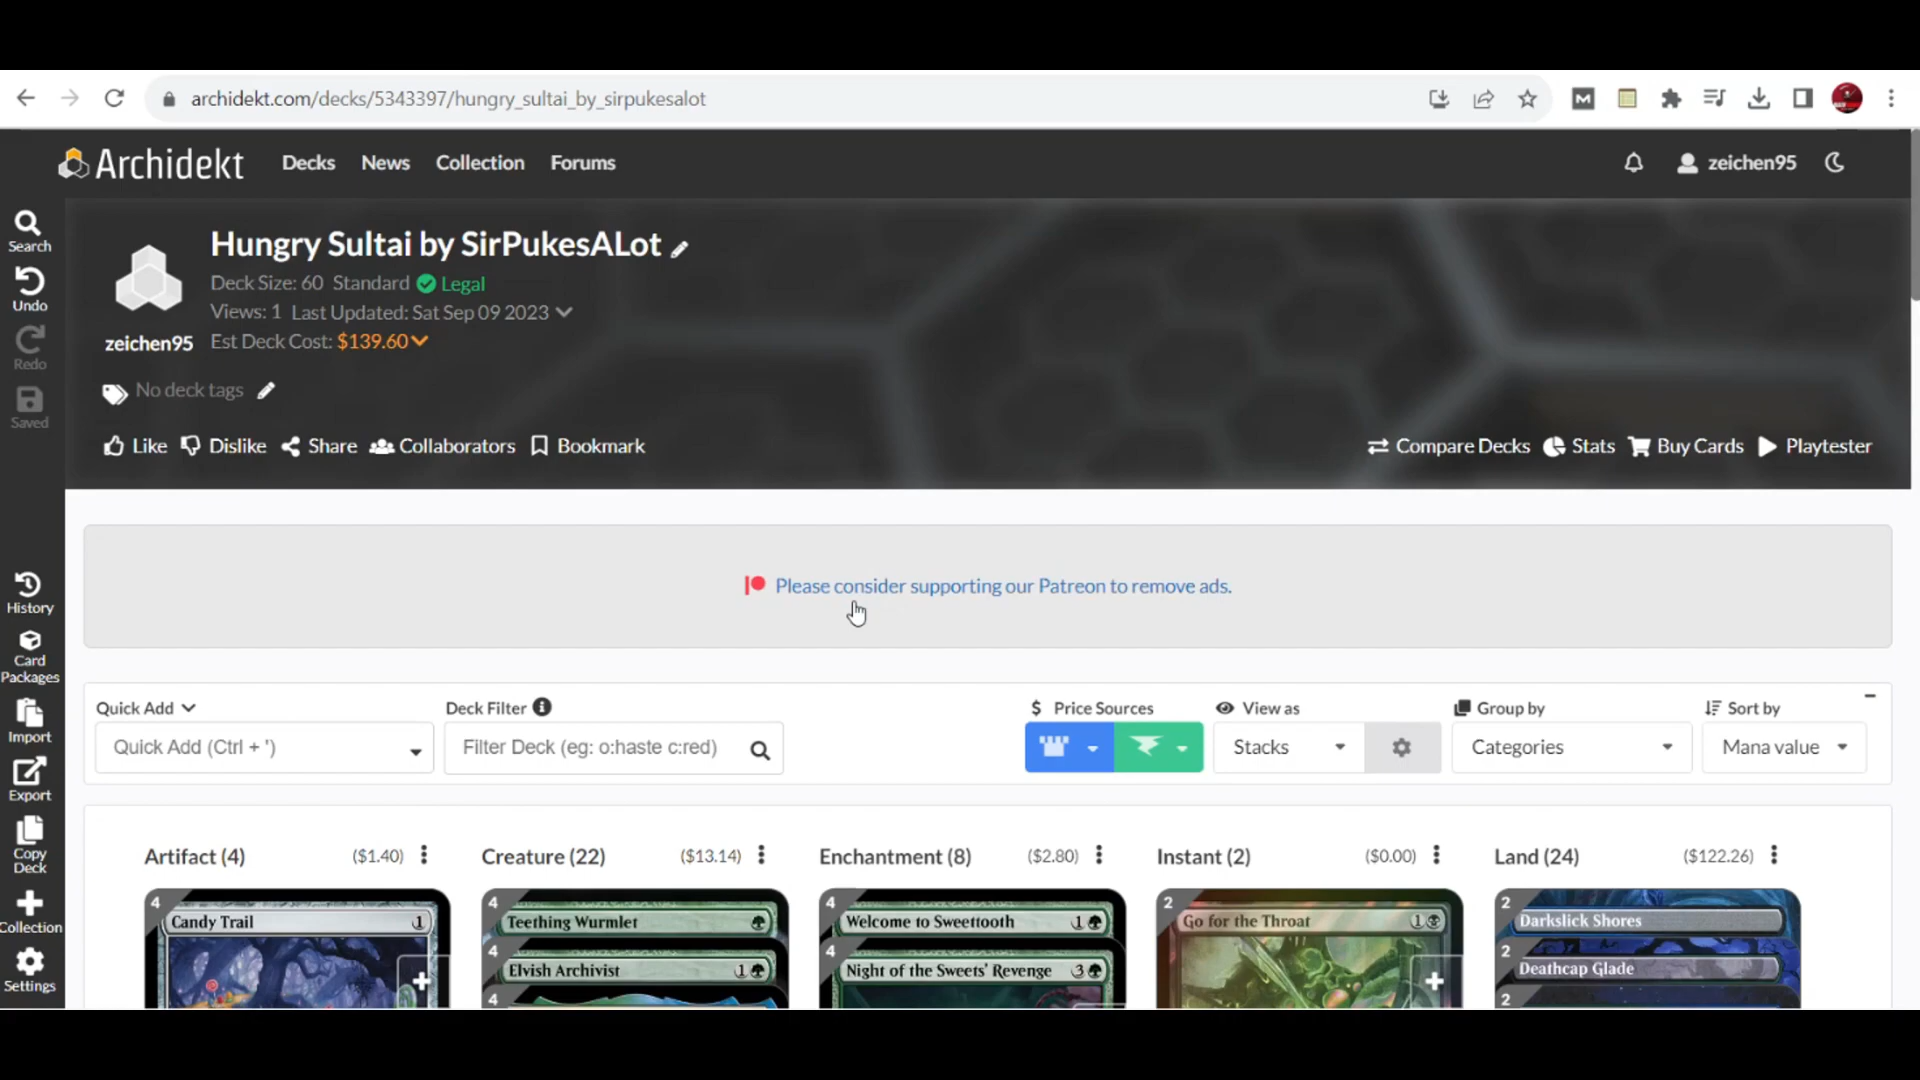 archidekt.com/decks/5343397/hungry_sultai_by_sirpukesalot
Archidekt
Decks
News
Collection
Forums
zeichen95
Search
Undo
Redo
Saved
History
Card
Packages
Import
Export
Copy
Deck
Collection
Settings
Hungry Sultai by SirPukesALot
Deck Size: 60 Standard Legal
Views: 1 Last Updated: Sat Sep 09 2023
zeichen95
Est Deck Cost: $139.60
No deck tags
Like
Dislike
Share
Collaborators
Bookmark
Compare Decks
Stats
Buy Cards
Playtester
Please consider supporting our Patreon to remove ads.
Quick Add
Deck Filter
$ Price Sources
View as
Group by
Sort by
Quick Add (Ctrl + ')
Filter Deck (eg: o:haste c:red)
Stacks
Categories
Mana value
Artifact (4) ($1.40)
Creature (22) ($13.14)
Enchantment (8) ($2.80)
Instant (2) ($0.00)
Land (24) ($122.26)
4
Candy Trail 1
4
Teething Wurmlet
4
Elvish Archivist 1
4
4
Welcome to Sweettooth 1
4
Night of the Sweets' Revenge 3
2
Go for the Throat 1
2
Darkslick Shores
2
Deathcap Glade
2